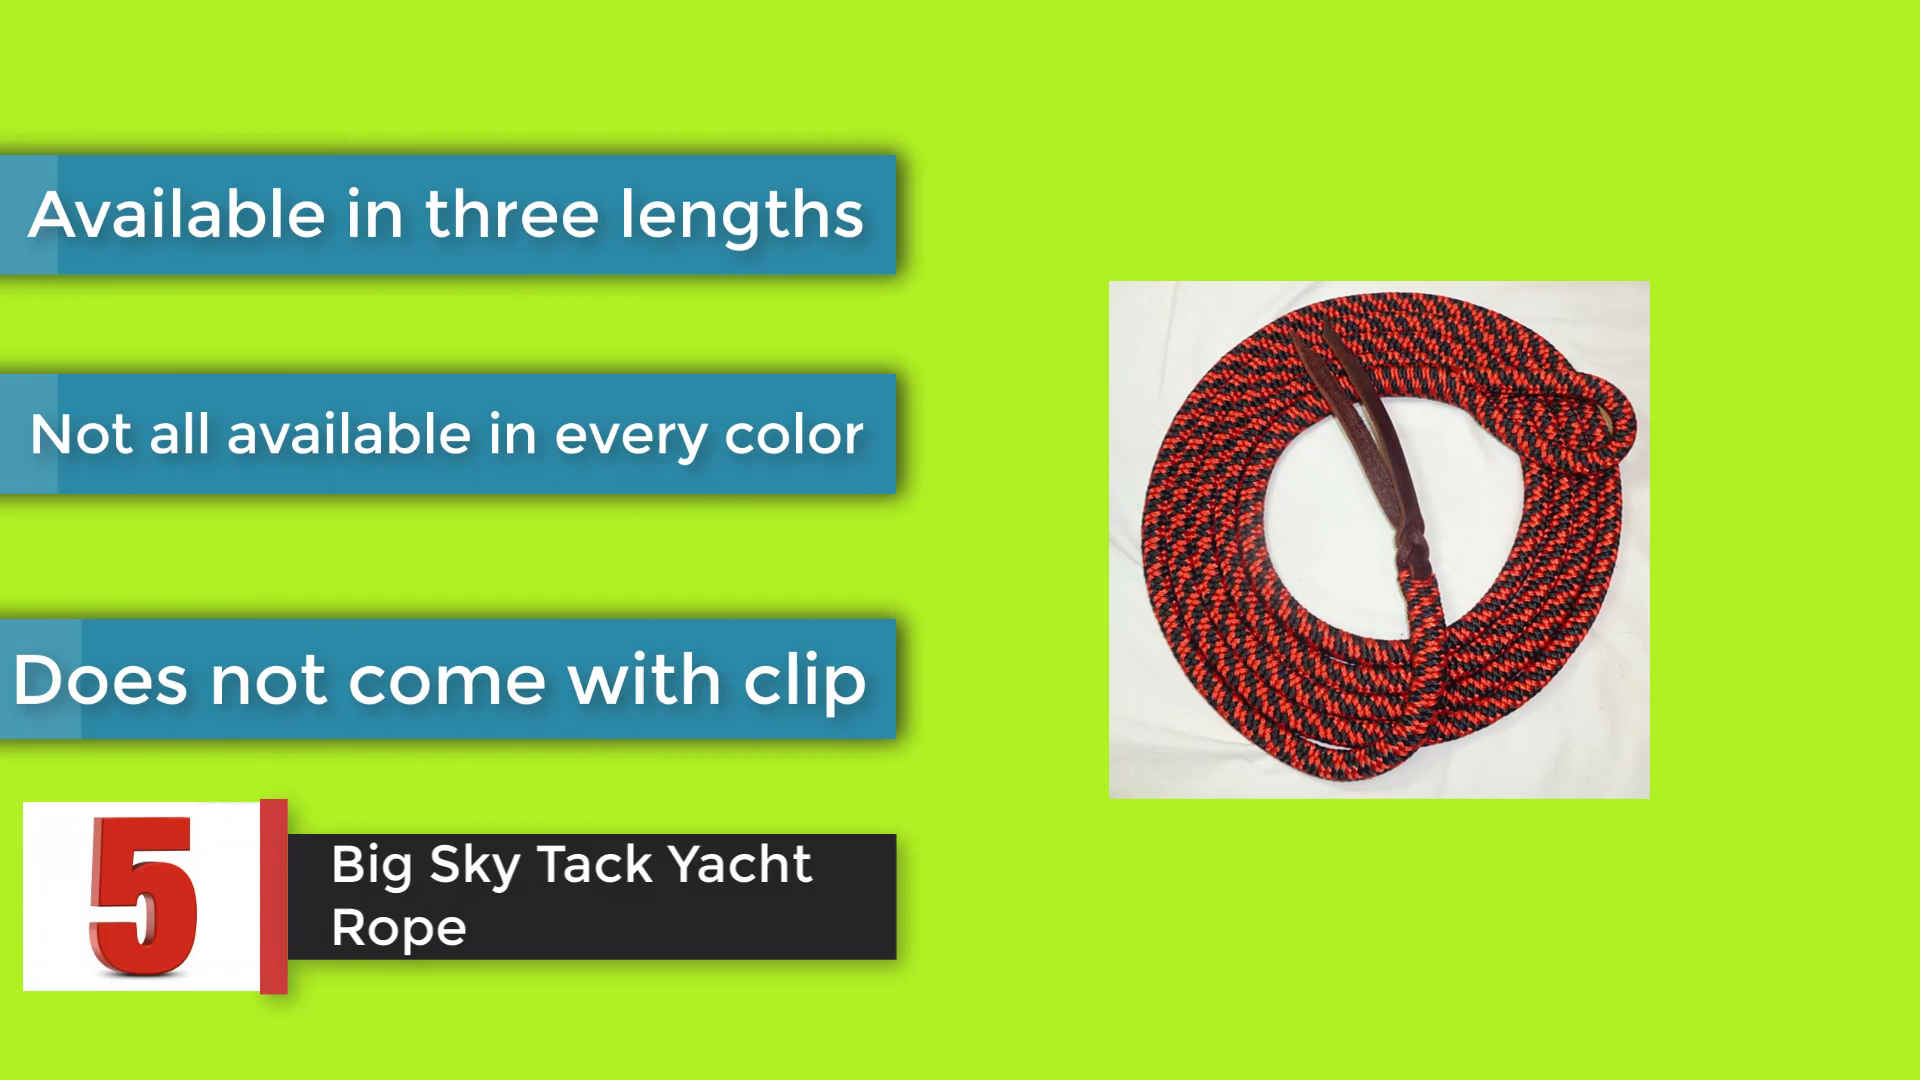 Available in three lengths
Not all available in every color
Does not come with clip
5
Big Sky Tack Yacht
Rope